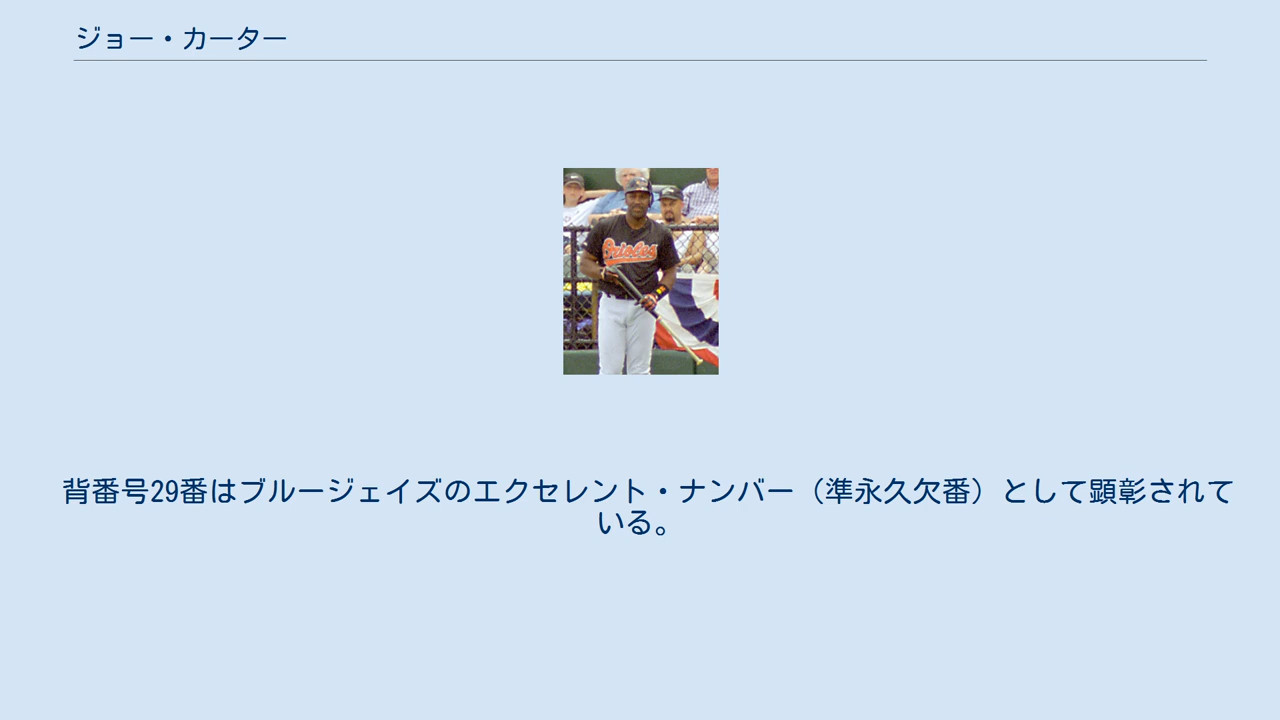 ジョー・カーター
Orioles
背番号29番はブルージェイズのエクセレント・ナンバー（準永久欠番）として顕彰されて
いる。